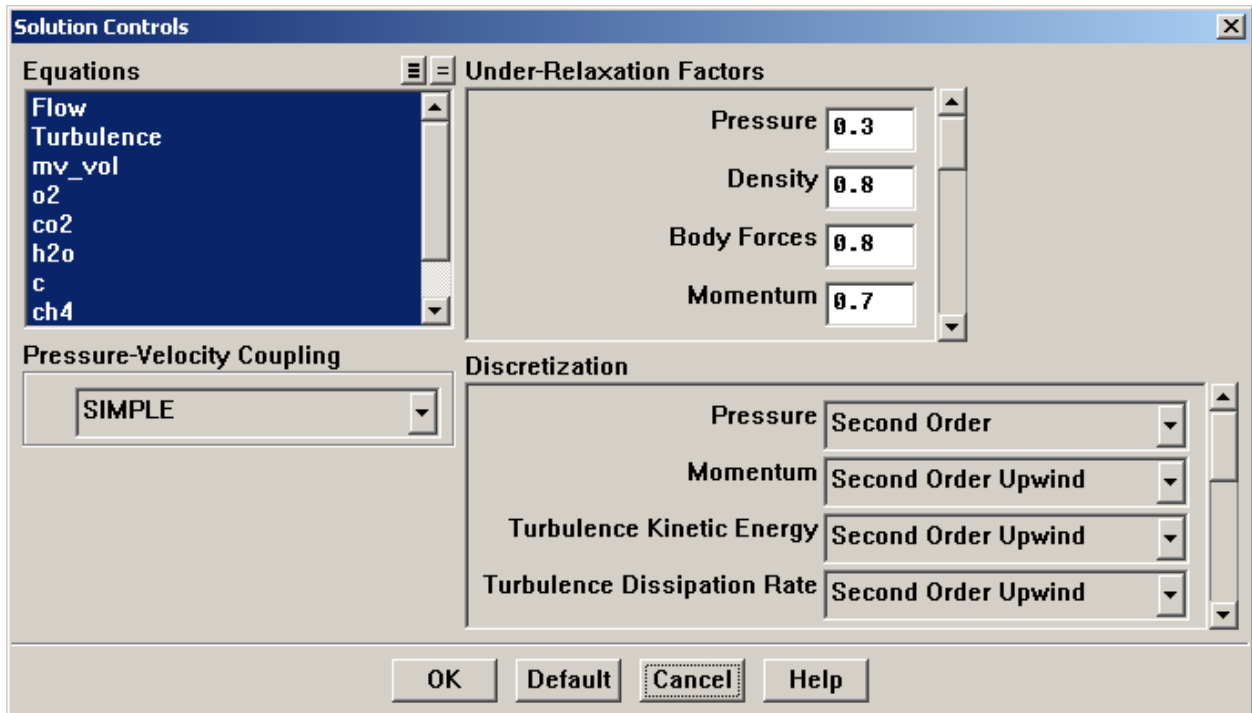 Solution Controls
Equations
Flow
Turbulence
mv_vol
o2
co2
h2o
c
ch4
Pressure-Velocity Coupling
SIMPLE
Under-Relaxation Factors
Pressure 0.3
Density 0.8
Body Forces 0.8
Momentum 0.7
Discretization
Pressure Second Order
Momentum Second Order Upwind
Turbulence Kinetic Energy Second Order Upwind
Turbulence Dissipation Rate Second Order Upwind
OK Default Cancel Help